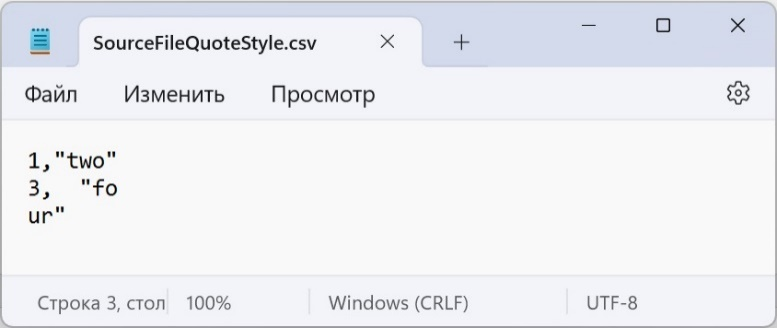 SourceFileQuoteStyle.csv
Файл Изменить Просмотр
1,"two"
3,  "fo
ur"
Строка 3, стол 100% Windows (CRLF) UTF-8